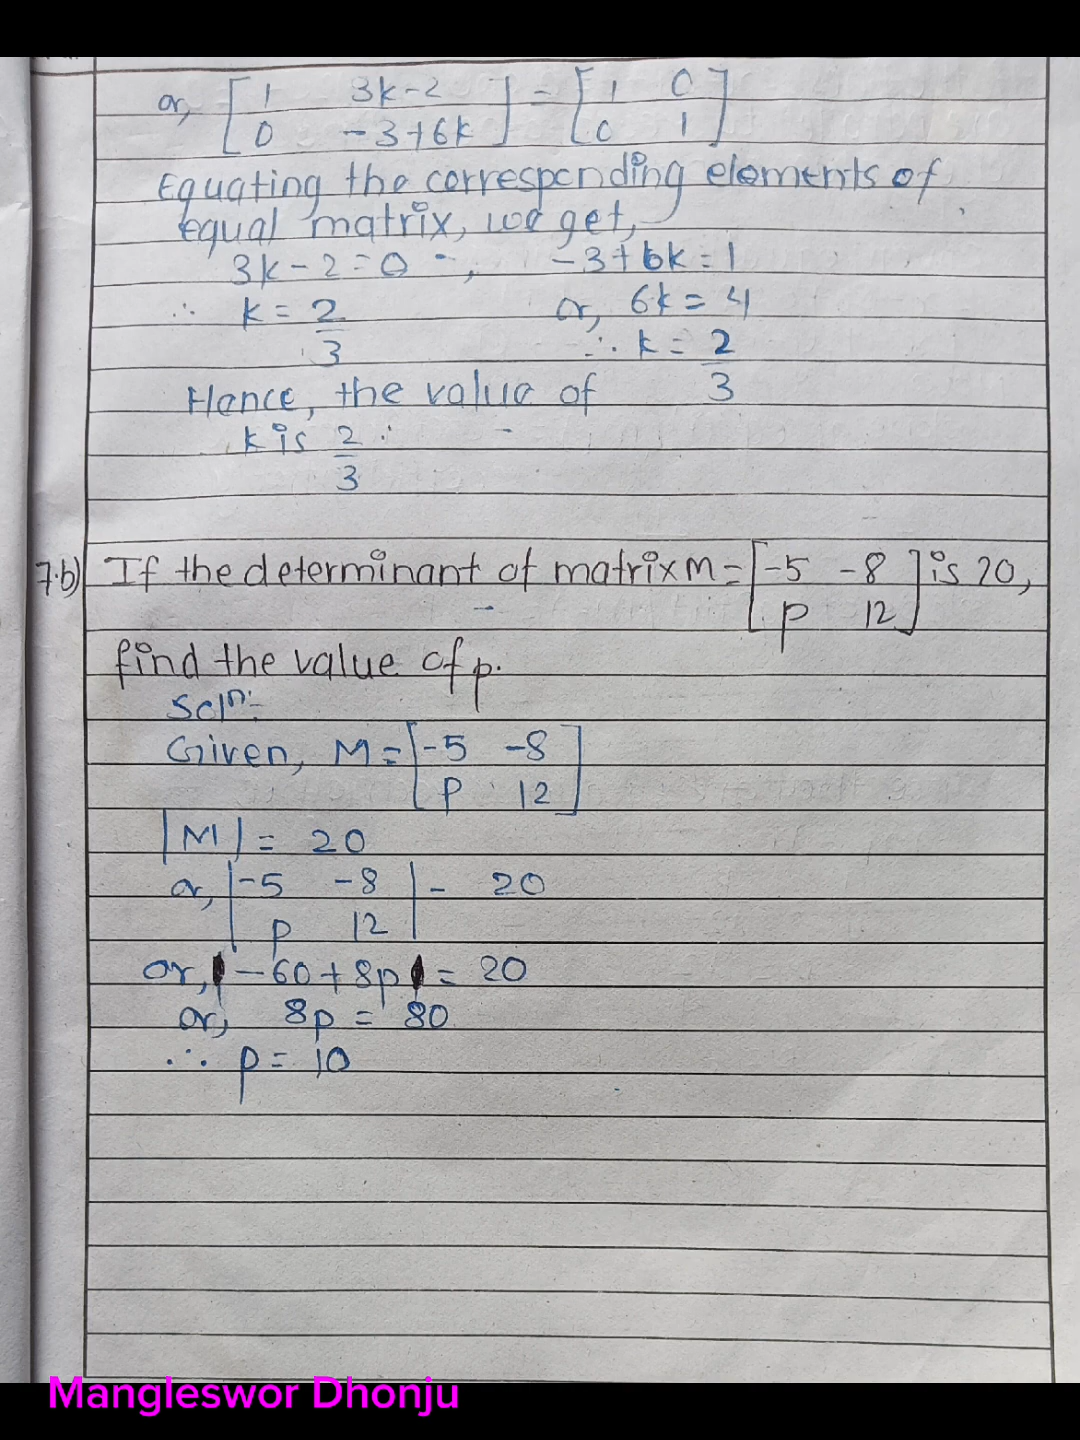 or, [1 3k-2] = [1 0]
[0 -3+6k] [0 1]
Equating the corresponding elements of
equal matrix, we get,
3k-2=0 , -3+6k=1
∴ k = 2/3 or, 6k = 4
∴ k = 2/3
Hence, the value of
k is 2/3.
7.b) If the determinant of matrix M = [-5 -8] is 20,
[p 12]
find the value of p.
Solⁿ:-
Given, M = [-5 -8]
[p 12]
|M| = 20
or, |-5 -8| = 20
|p 12|
or, -60+8p = 20
or, 8p = 80
∴ p = 10
Mangleswor Dhonju